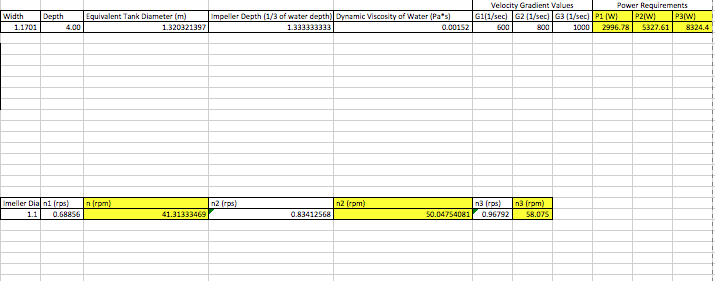 Velocity Gradient Values Power Requirements
Width Depth Equivalent Tank Diameter (m) Impeller Depth (1/3 of water depth) Dynamic Viscosity of Water (Pa*s) G1(1/sec) G2 (1/sec) G3 (1/sec) P1 (W) P2(W) P3(W)
1.1701 4.00 1.320321397 1.333333333 0.00152 600 800 1000 2996.78 5327.61 8324.4
Imeller Dia n1 (rps) n (rpm) n2 (rps) n2 (rpm) n3 (rps) n3 (rpm)
1.1 0.68856 41.31333469 0.83412568 50.04754081 0.96792 58.075